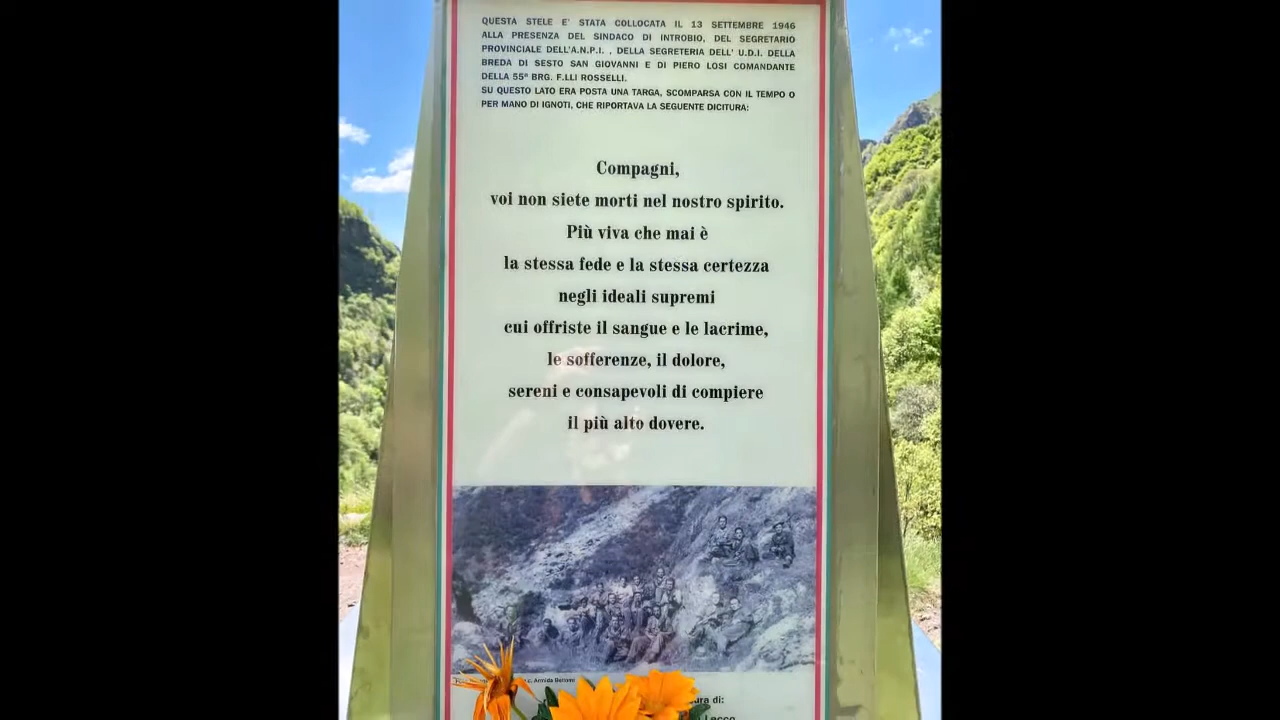 QUESTA STELE E' STATA COLLOCATA IL 13 SETTEMBRE 1946
ALLA PRESENZA DEL SINDACO DI INTROBIO, DEL SEGRETARIO
PROVINCIALE DELL'A.N.P.I. , DELLA SEGRETERIA DELL' U.D.I. DELLA
BREDA DI SESTO SAN GIOVANNI E DI PIERO LOSI COMANDANTE
DELLA 55ª BRG. F.LLI ROSSELLI.
SU QUESTO LATO ERA POSTA UNA TARGA, SCOMPARSA CON IL TEMPO O
PER MANO DI IGNOTI, CHE RIPORTAVA LA SEGUENTE DICITURA:
Compagni,
voi non siete morti nel nostro spirito.
Più viva che mai è
la stessa fede e la stessa certezza
negli ideali supremi
cui offriste il sangue e le lacrime,
le sofferenze, il dolore,
sereni e consapevoli di compiere
il più alto dovere.
c. Armida Bellomi
di:
Lecco